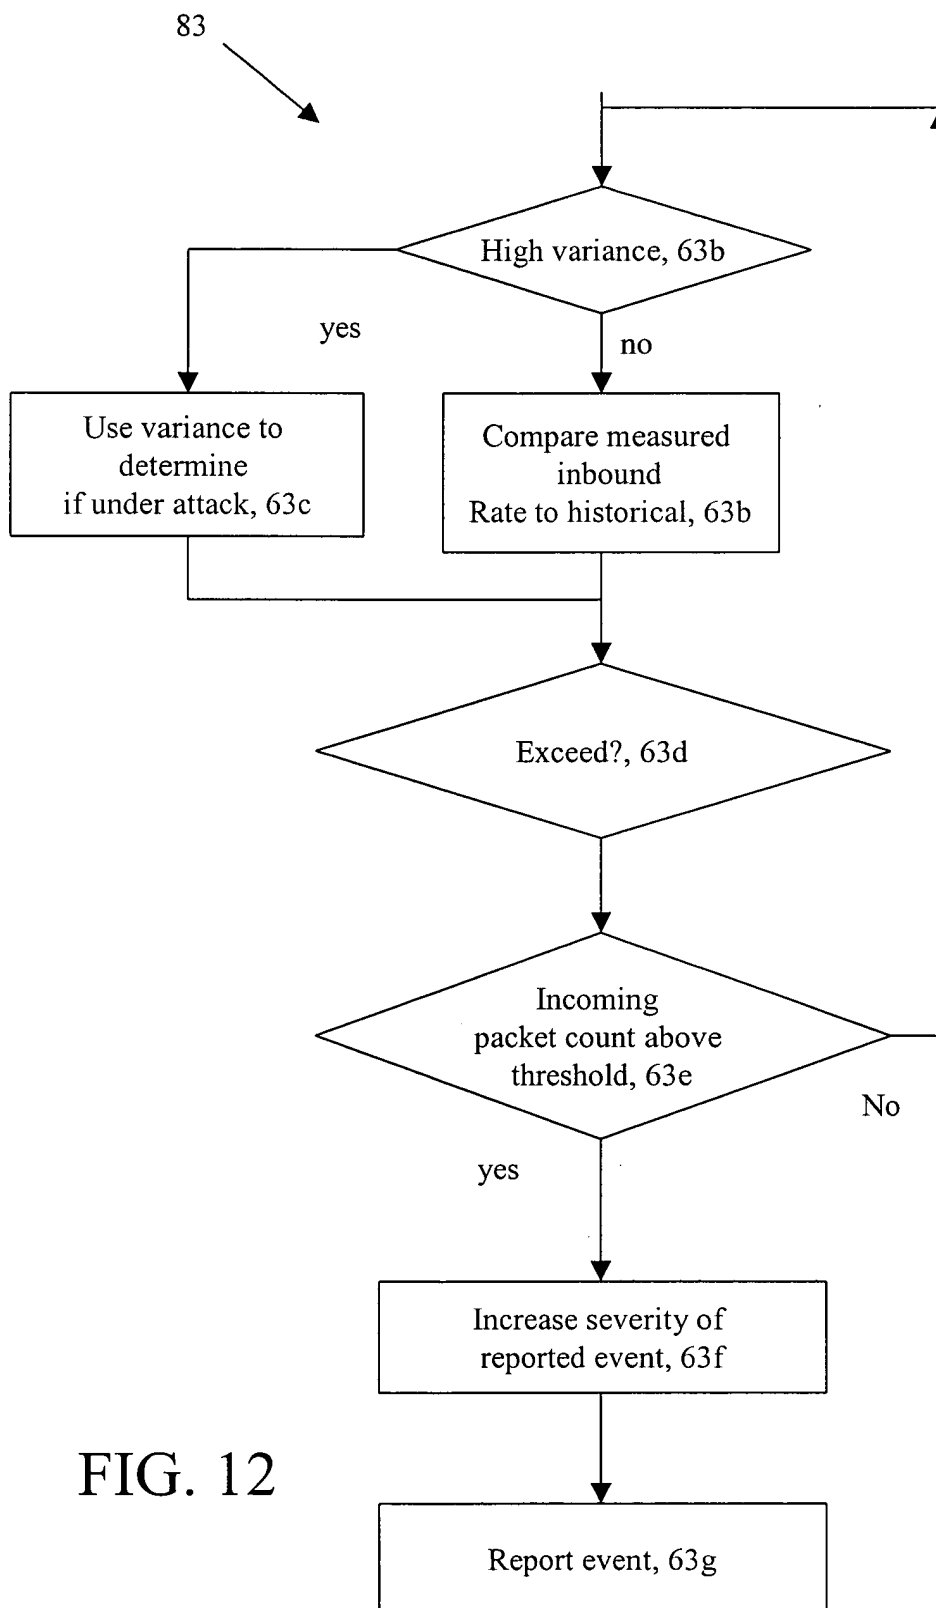 83
High variance, 63b
yes
no
Use variance to
determine
if under attack, 63c
Compare measured
inbound
Rate to historical, 63b
Exceed?, 63d
Incoming
packet count above
threshold, 63e
No
yes
Increase severity of
reported event, 63f
FIG. 12
Report event, 63g